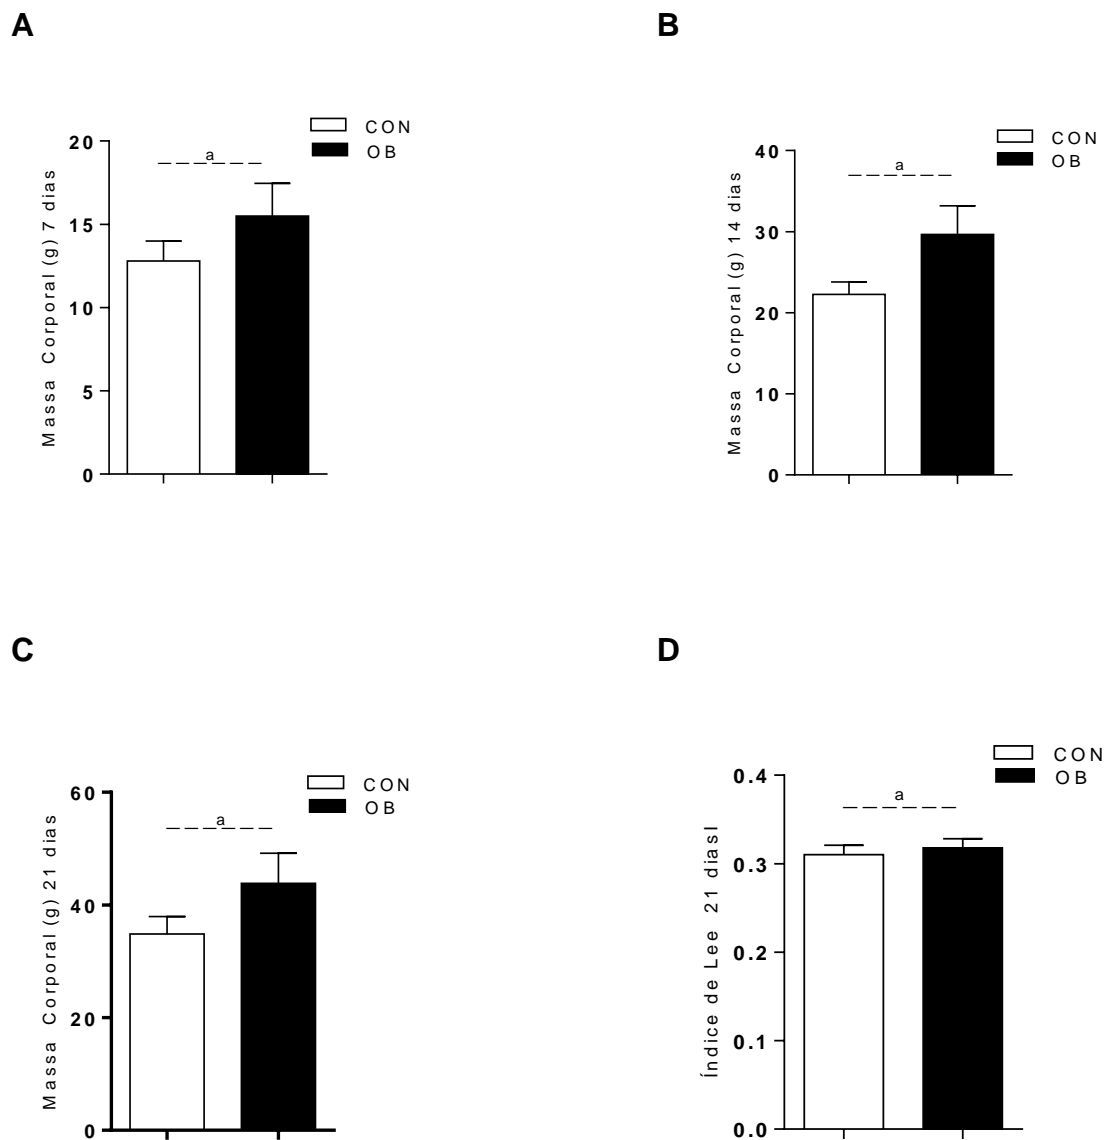 A
B
CON
OB
a
20
15
10
5
0
Massa Corporal (g) 7 dias
CON
OB
a
40
30
20
10
0
Massa Corporal (g) 14 dias
C
D
CON
OB
a
60
40
20
0
Massa Corporal (g) 21 dias
CON
OB
a
0.4
0.3
0.2
0.1
0.0
Índice de Lee 21 diasI